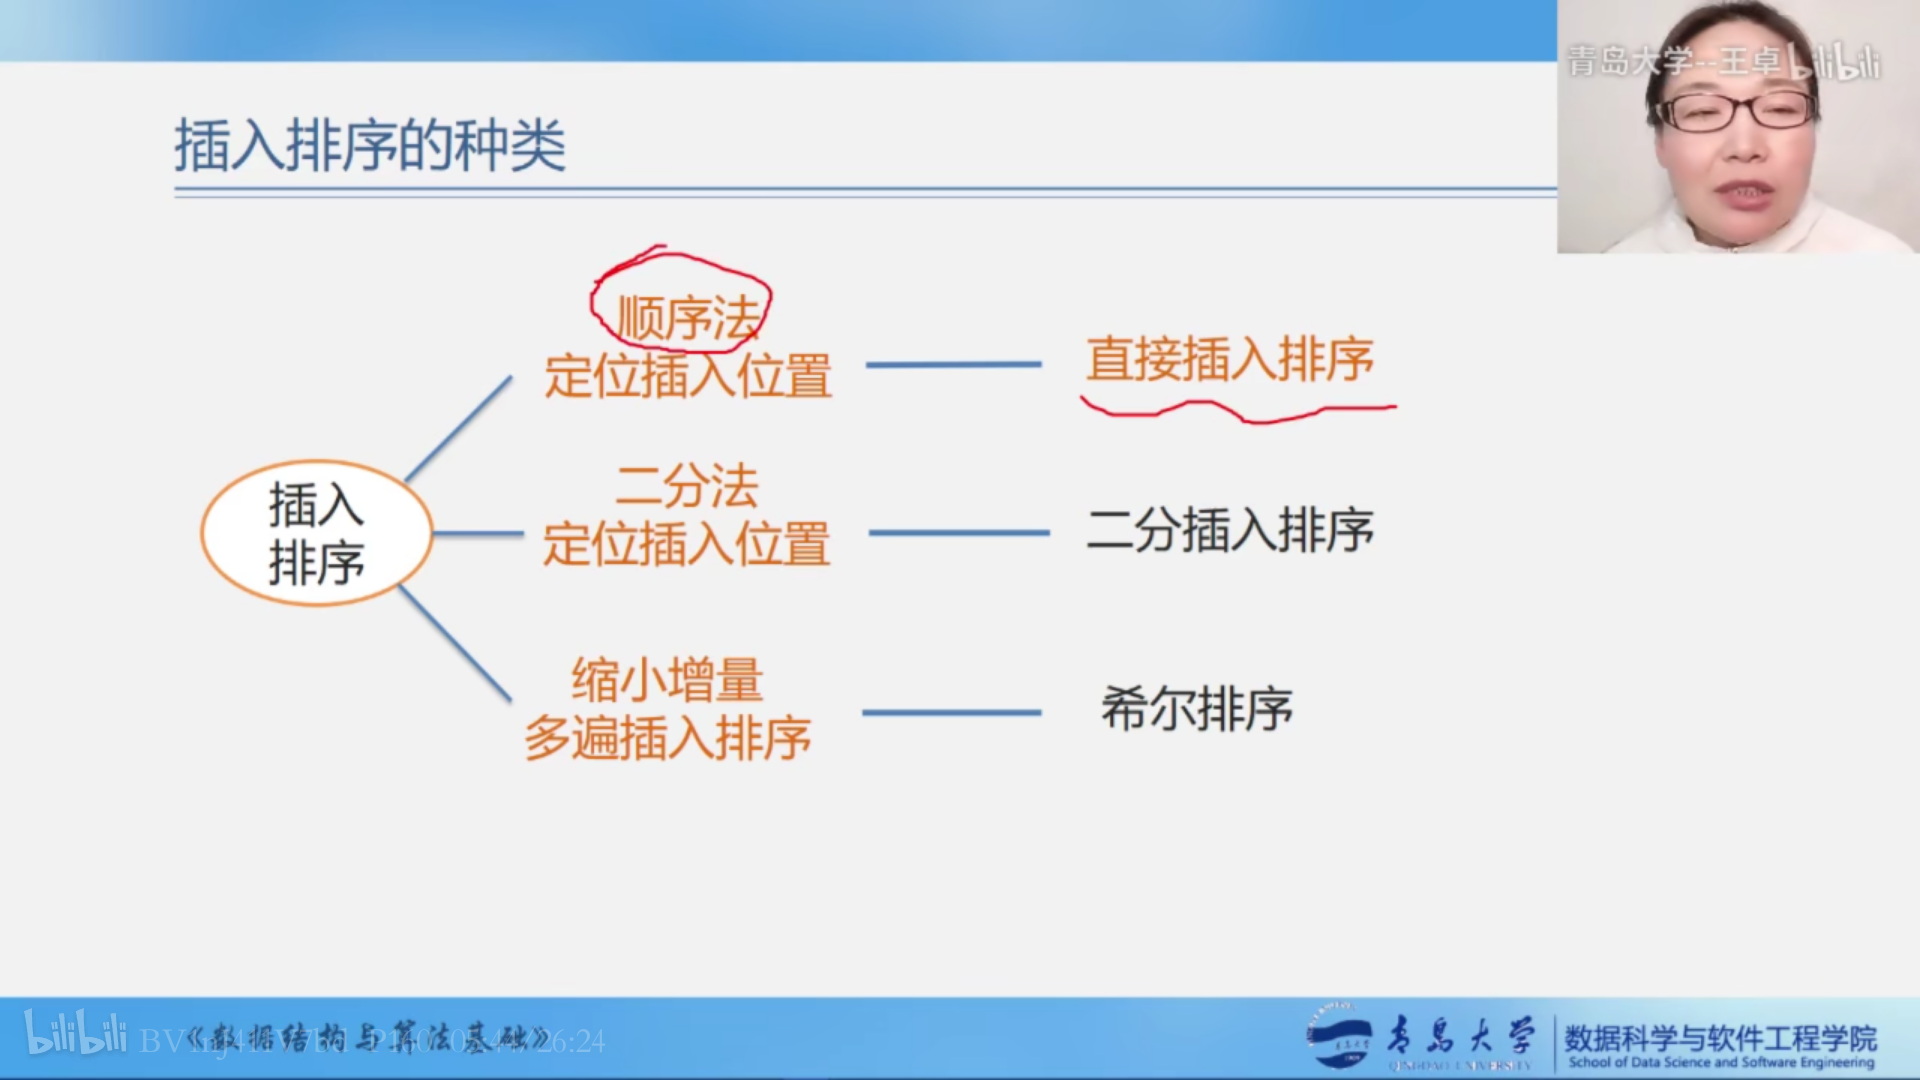 青岛大学--王卓 bilibili
插入排序的种类
顺序法
定位插入位置
直接插入排序
插入
排序
二分法
定位插入位置
二分插入排序
缩小增量
多遍插入排序
希尔排序
bilibili
《数据结构与算法基础》
青岛大学
QINGDAO UNIVERSITY
数据科学与软件工程学院
School of Data Science and Software Engineering